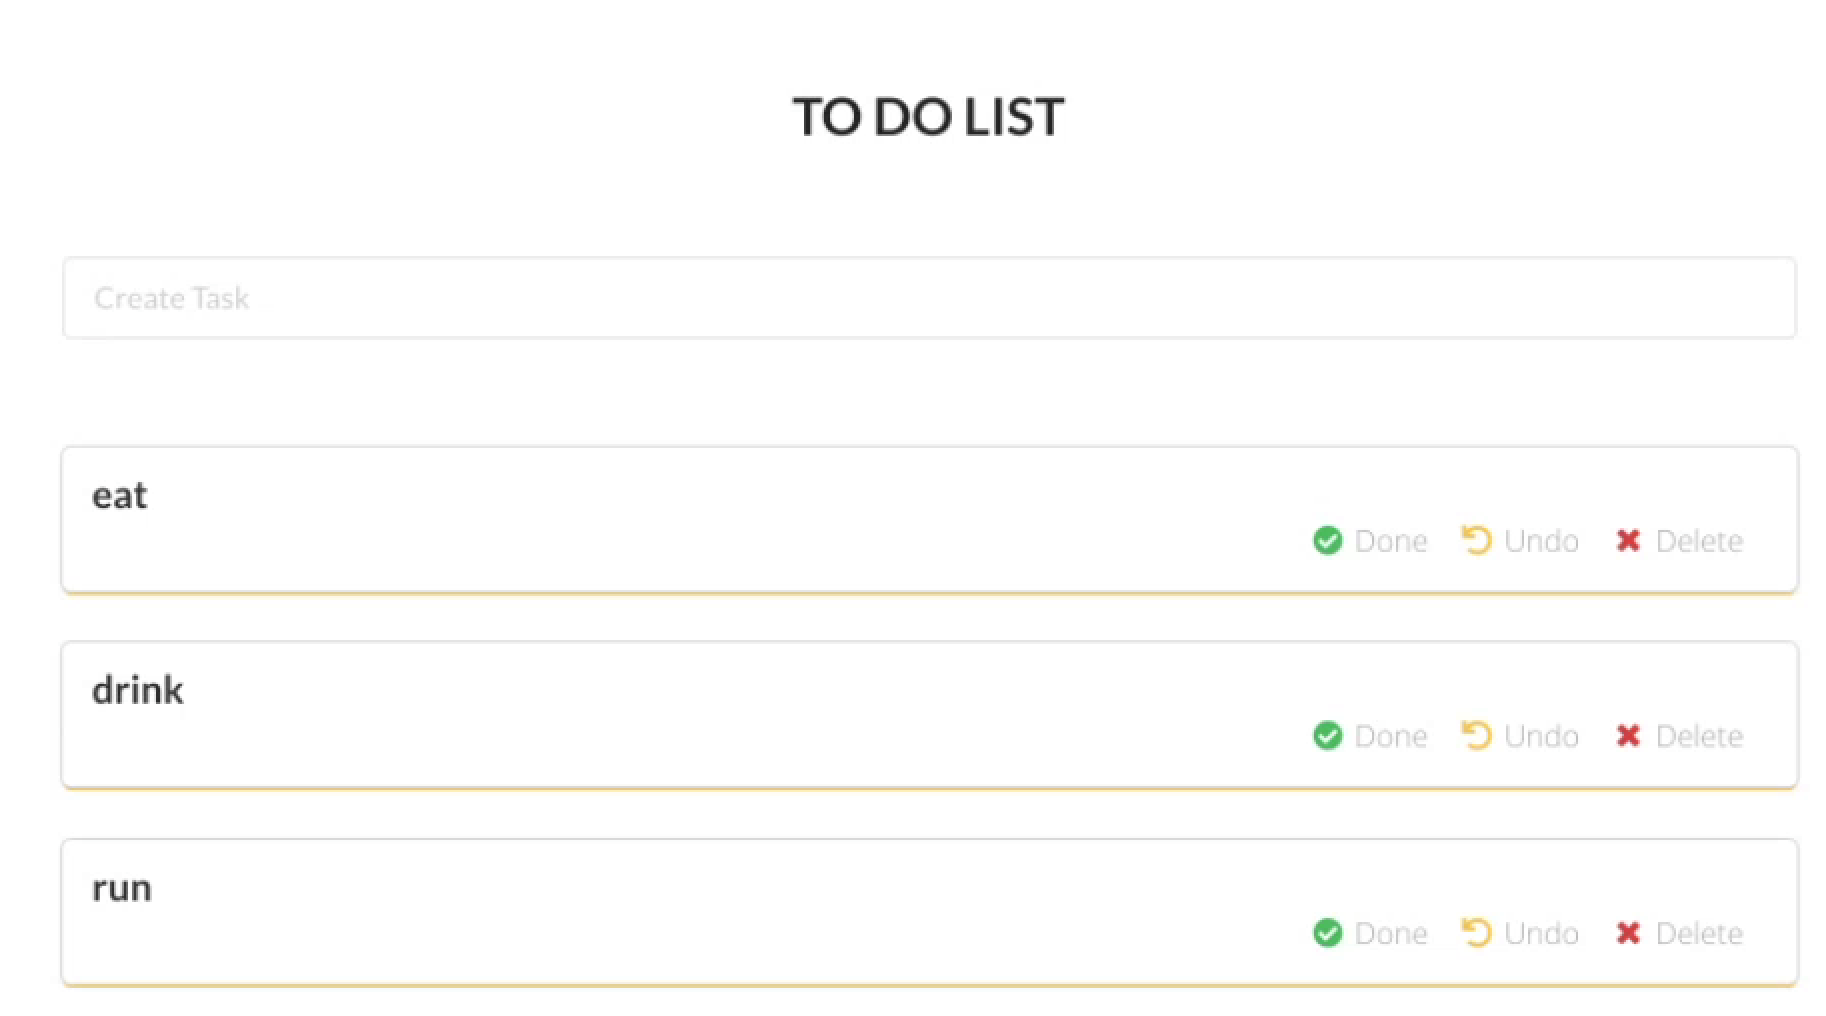 TO DO LIST
Create Task
eat
Done Undo Delete
drink
Done Undo Delete
run
Done Undo Delete